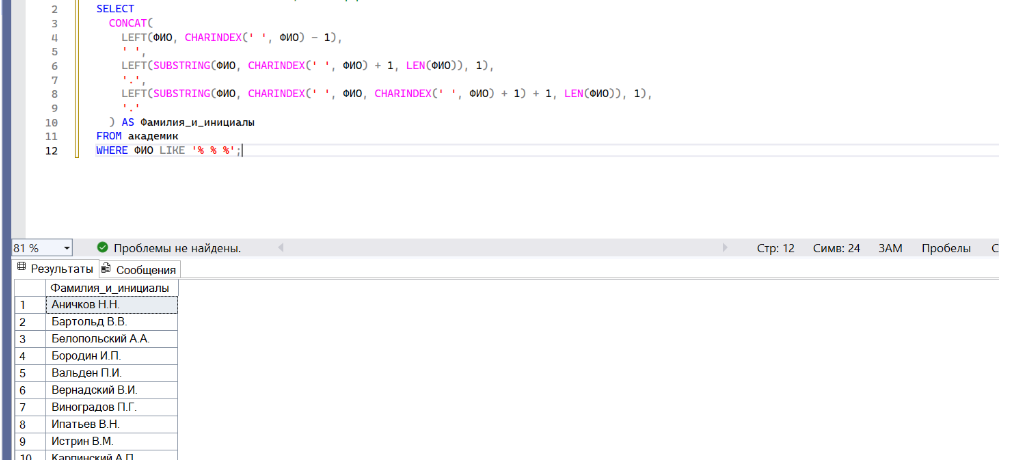 2 SELECT
3 CONCAT(
4 LEFT(ФИО, CHARINDEX(' ', ФИО) - 1),
5 ' ',
6 LEFT(SUBSTRING(ФИО, CHARINDEX(' ', ФИО) + 1, LEN(ФИО)), 1),
7 '.',
8 LEFT(SUBSTRING(ФИО, CHARINDEX(' ', ФИО, CHARINDEX(' ', ФИО) + 1) + 1, LEN(ФИО)), 1),
9 '.'
10 ) AS Фамилия_и_инициалы
11 FROM академик
12 WHERE ФИО LIKE '% % %';
81 % Проблемы не найдены. Стр: 12 Симв: 24 ЗАМ Пробелы С
Результаты Сообщения
Фамилия_и_инициалы
1 Аничков Н.Н.
2 Бартольд В.В.
3 Белопольский А.А.
4 Бородин И.П.
5 Вальден П.И.
6 Вернадский В.И.
7 Виноградов П.Г.
8 Ипатьев В.Н.
9 Истрин В.М.
10 Карпинский А.П.